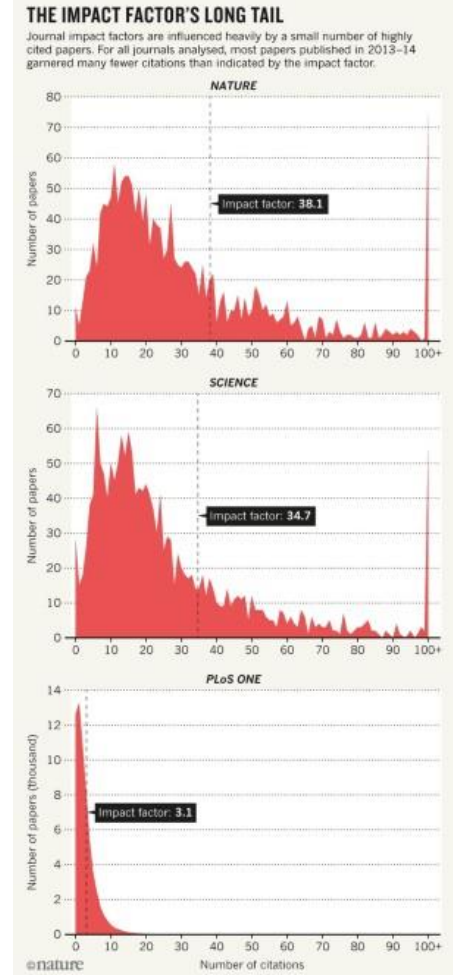 THE IMPACT FACTOR'S LONG TAIL
Journal impact factors are influenced heavily by a small number of highly
cited papers. For all journals analysed, most papers published in 2013–14
garnered many fewer citations than indicated by the impact factor.
NATURE
Number of papers
80
70
60
50
40
30
20
10
0
Impact factor: 38.1
0 10 20 30 40 50 60 70 80 90 100+
SCIENCE
Number of papers
70
60
50
40
30
20
10
0
Impact factor: 34.7
0 10 20 30 40 50 60 70 80 90 100+
PLoS ONE
Number of papers (thousand)
14
12
10
8
6
4
2
0
Impact factor: 3.1
0 10 20 30 40 50 60 70 80 90 100+
Number of citations
©nature